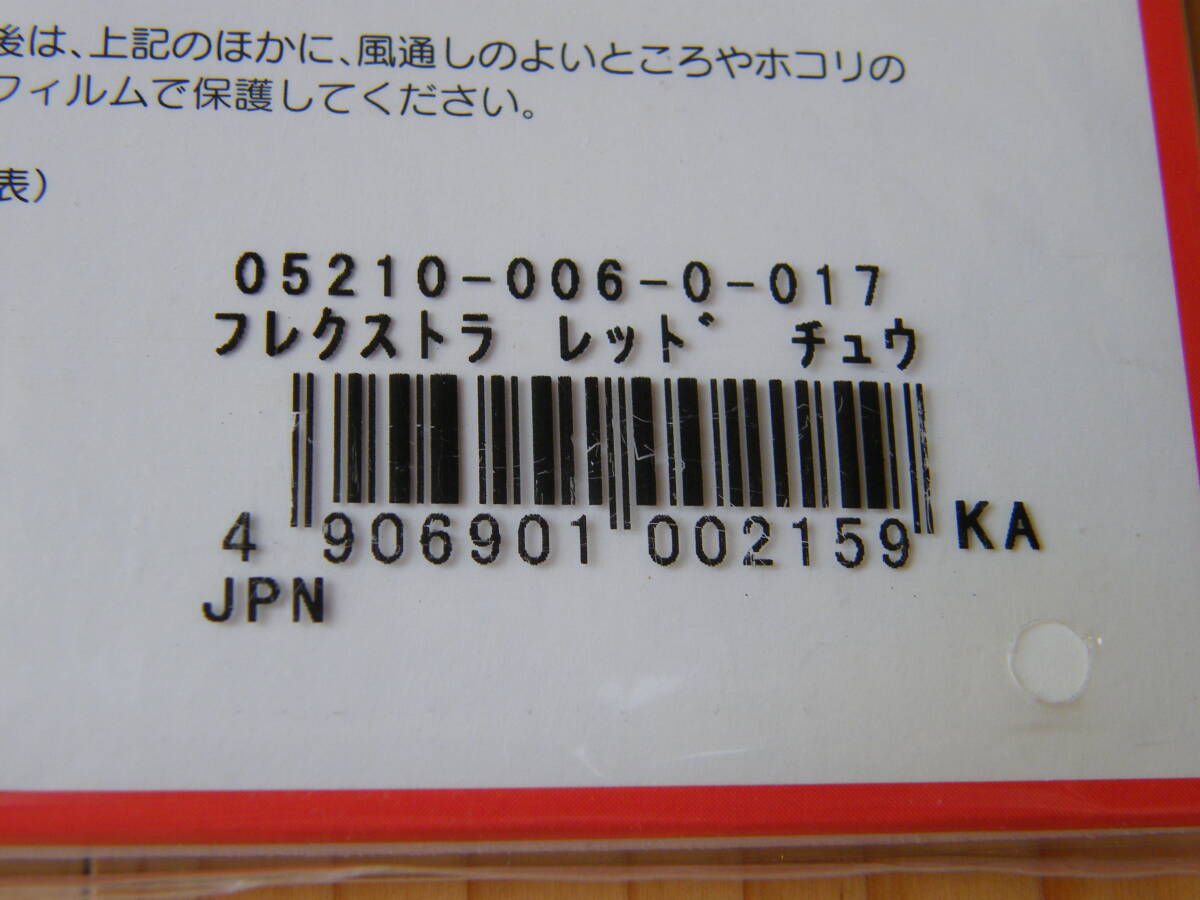 後は、上記のほかに、風通しのよいところやホコリの
フィルムで保護してください。
表）
05210-006-0-017
フレクストラ レッド チュウ
4 906901 002159 KA
JPN